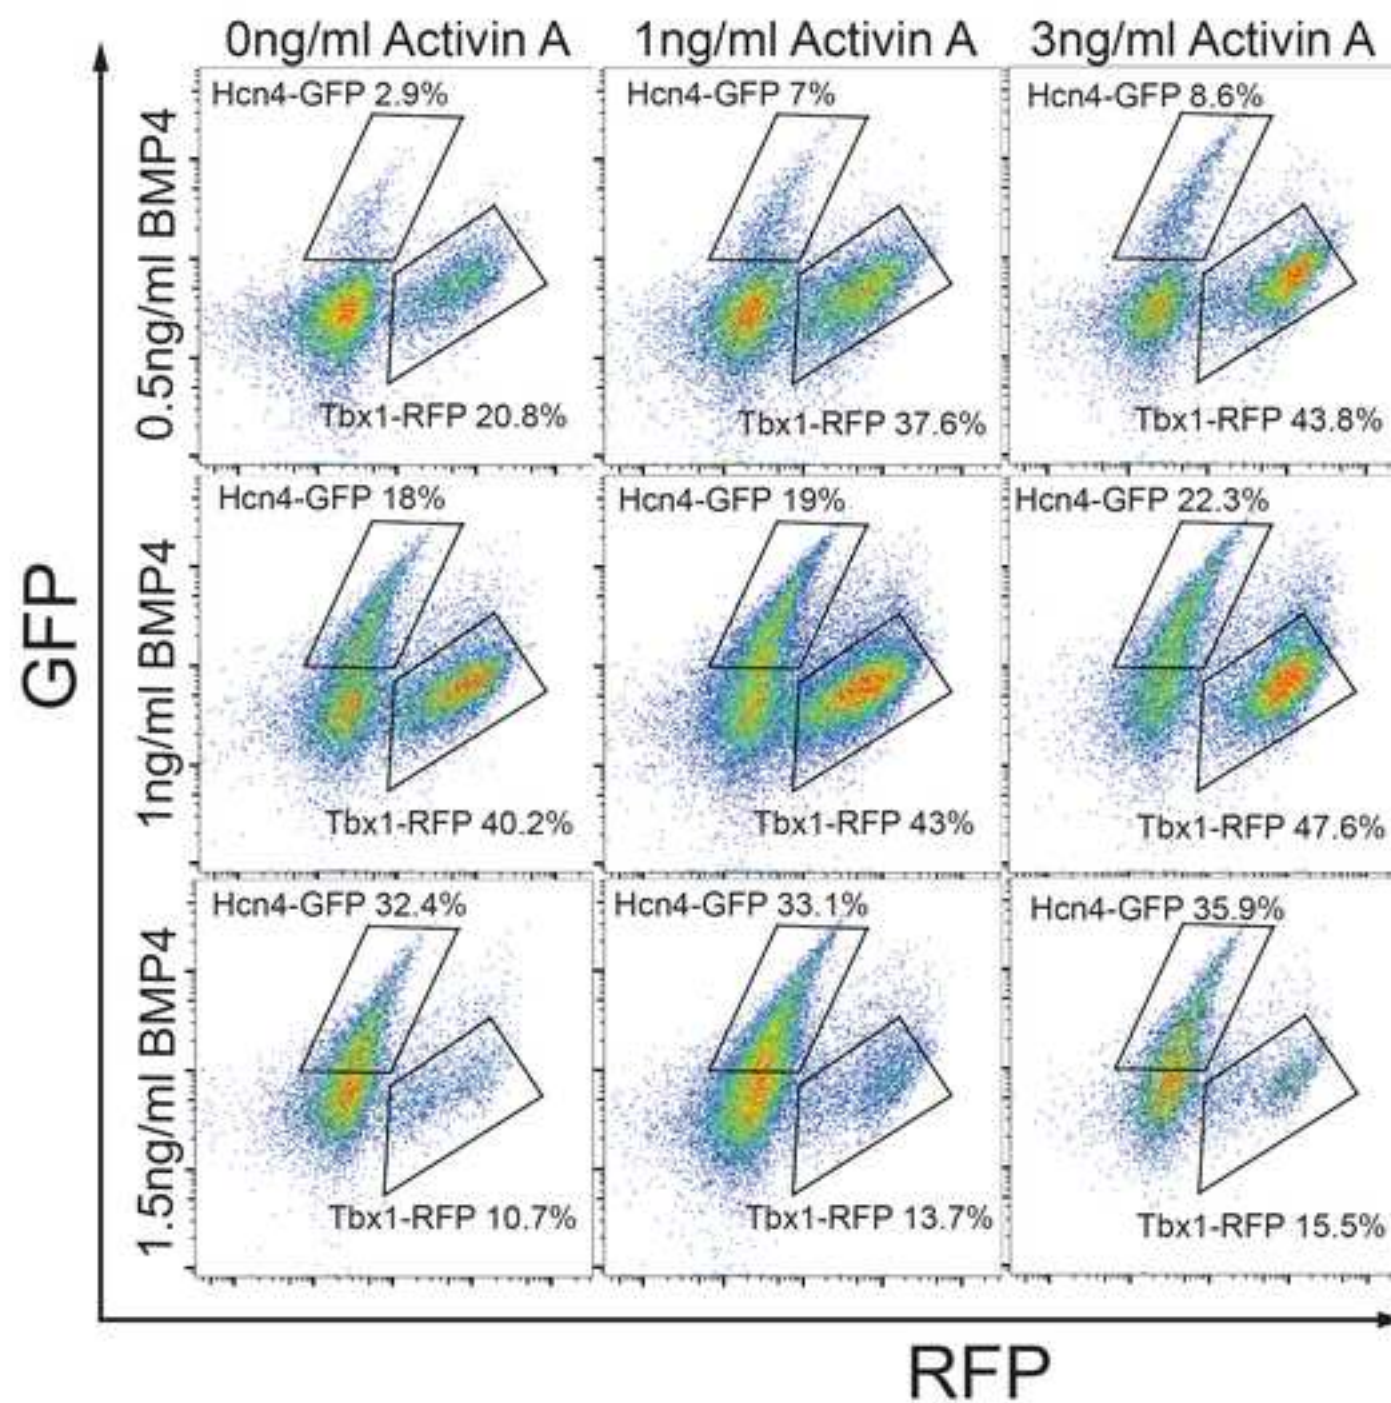 0ng/ml Activin A
1ng/ml Activin A
3ng/ml Activin A
GFP
0.5ng/ml BMP4
Hcn4-GFP 2.9%
Tbx1-RFP 20.8%
Hcn4-GFP 7%
Tbx1-RFP 37.6%
Hcn4-GFP 8.6%
Tbx1-RFP 43.8%
1ng/ml BMP4
Hcn4-GFP 18%
Tbx1-RFP 40.2%
Hcn4-GFP 19%
Tbx1-RFP 43%
Hcn4-GFP 22.3%
Tbx1-RFP 47.6%
1.5ng/ml BMP4
Hcn4-GFP 32.4%
Tbx1-RFP 10.7%
Hcn4-GFP 33.1%
Tbx1-RFP 13.7%
Hcn4-GFP 35.9%
Tbx1-RFP 15.5%
RFP